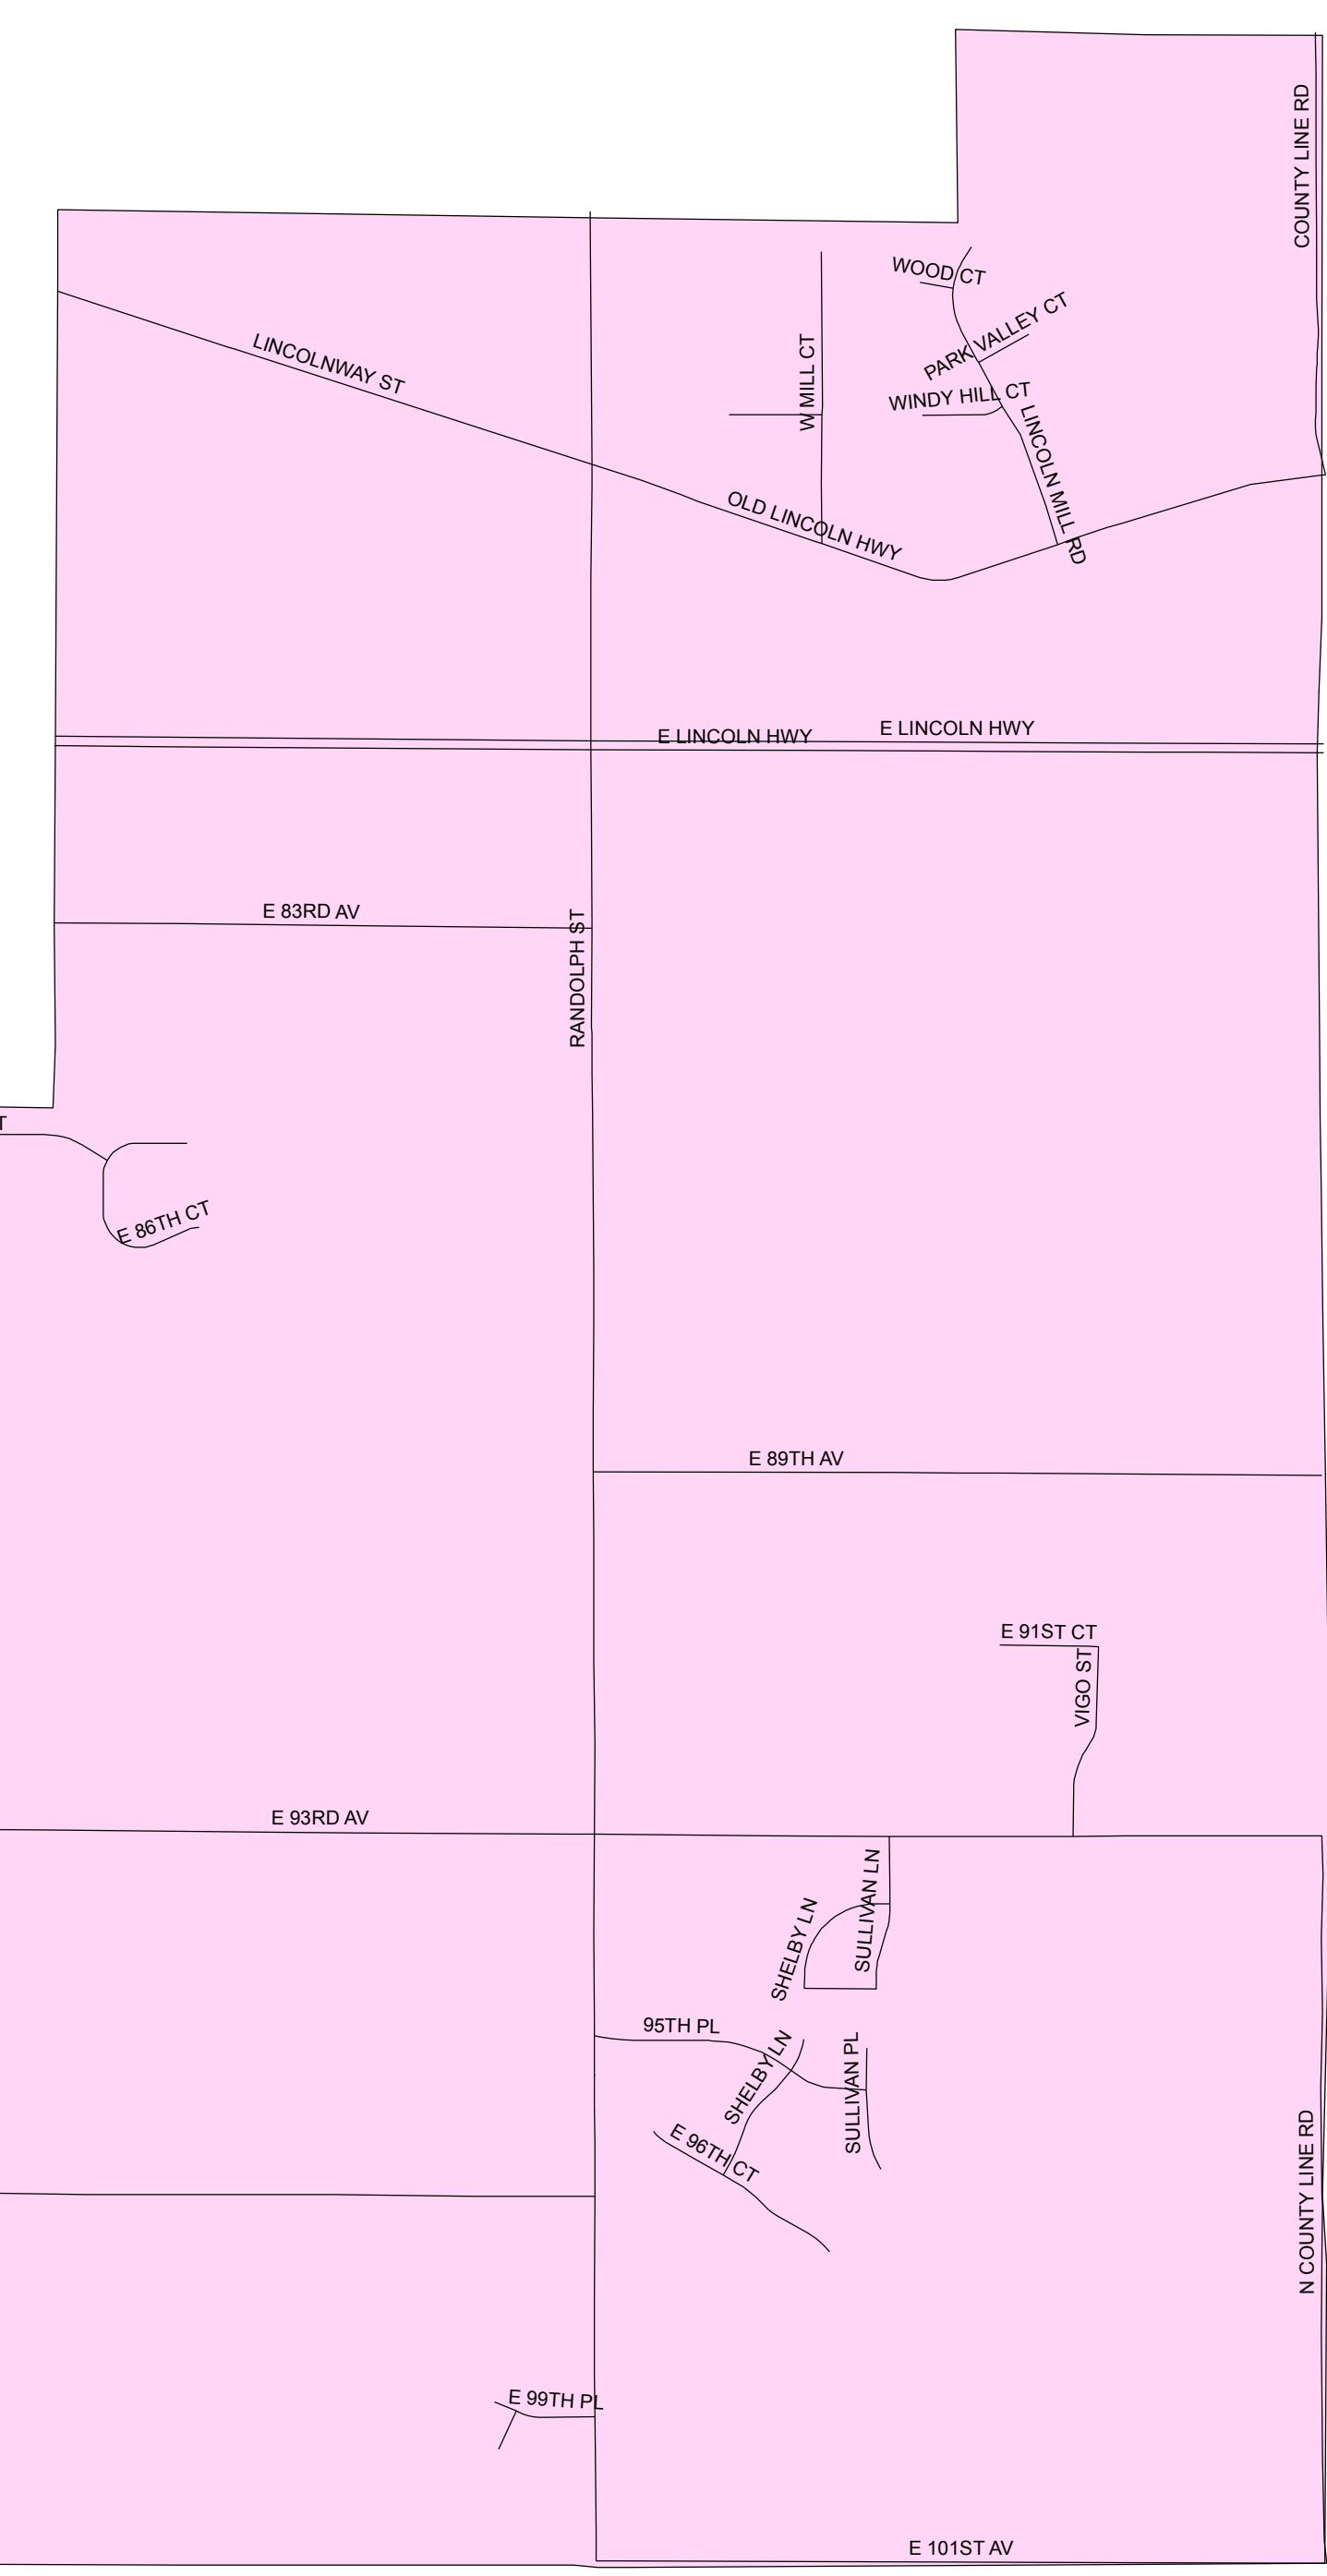 COUNTY LINE RD
WOOD CT
PARK VALLEY CT
LINCOLNWAY ST
W MILL CT
WINDY HILL CT
LINCOLN MILL RD
OLD LINCOLN HWY
E LINCOLN HWY
E LINCOLN HWY
E 83RD AV
RANDOLPH ST
T
E 86TH CT
E 89TH AV
E 91ST CT
VIGO ST
E 93RD AV
SULLIVAN LN
SHELBY LN
95TH PL
SHELBY LN
SULLIVAN PL
E 96TH CT
N COUNTY LINE RD
E 99TH PL
E 101ST AV